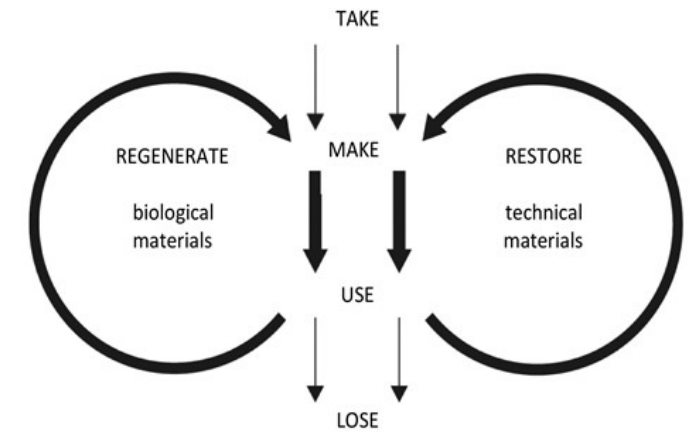 TAKE
MAKE
REGENERATE
biological
materials
RESTORE
technical
materials
USE
LOSE